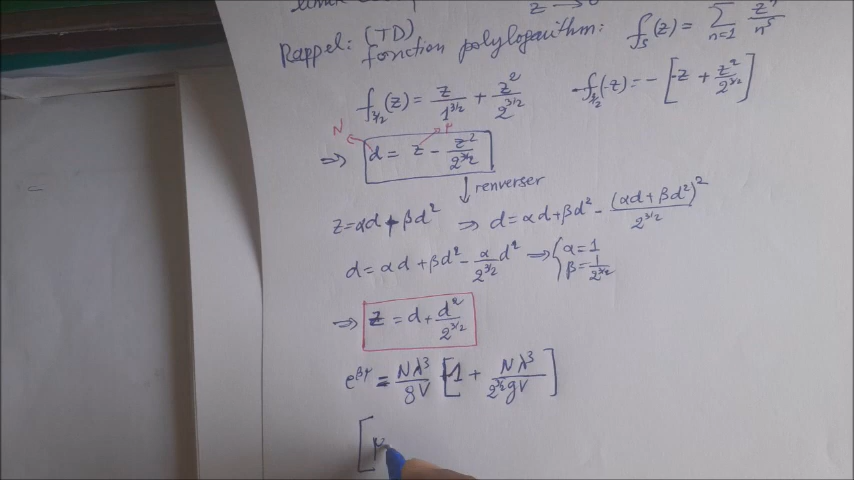 z → 0
Rappel: (TD)
fonction polylogarithm: f_s(z) = ∑_{n=1} z^n/n^s
f_{3/2}(z) = z/1^{3/2} + z²/2^{3/2} -f_{3/2}(-z) = -[-z + z²/2^{3/2}]
N μ
⇒ d = z - z²/2^{3/2}
↓ renverser
z = αd + βd² ⇒ d = αd + βd² - (αd + βd²)²/2^{3/2}
d = αd + βd² - α/2^{3/2} d² ⇒ { α = 1
β = 1/2^{3/2}
⇒ z = d + d²/2^{3/2}
e^{βμ} = Nλ³/gV [1 + Nλ³/2^{3/2}gV]
[μ